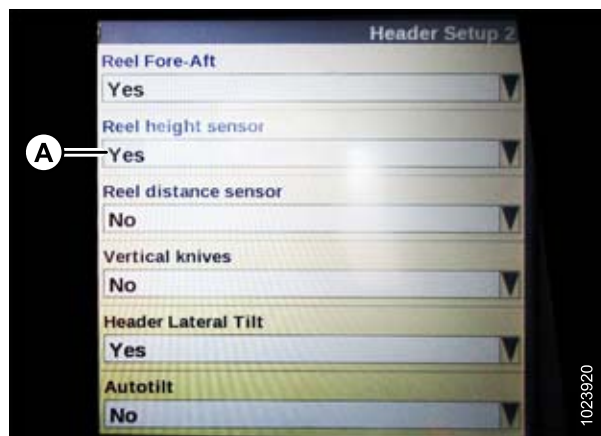 Header Setup 2
Reel Fore-Aft
Yes
Reel height sensor
A
Yes
Reel distance sensor
No
Vertical knives
No
Header Lateral Tilt
Yes
Autotilt
No
1023920